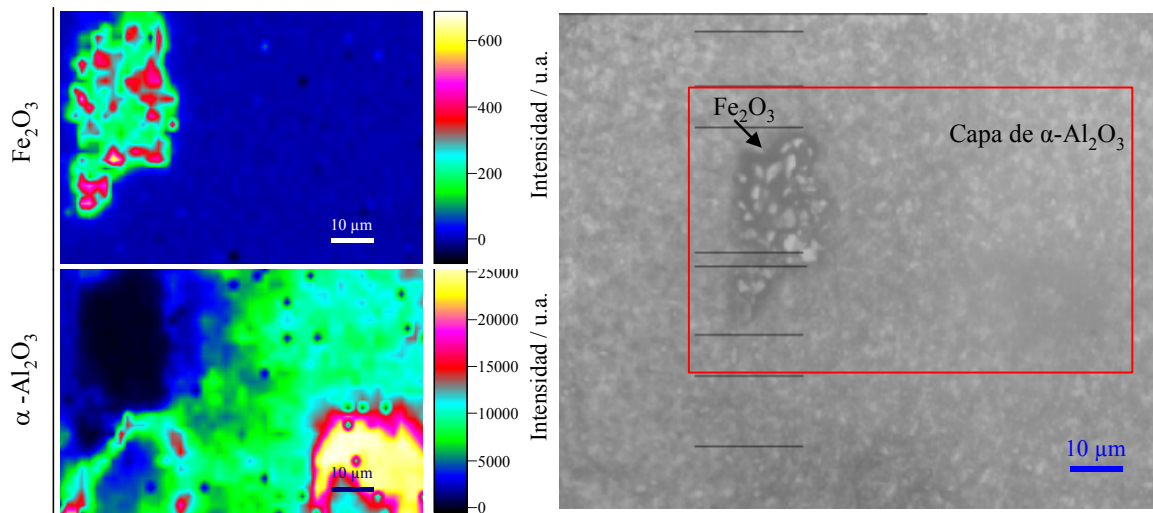 Fe₂O₃
10 µm
600
400
200
0
Intensidad / u.a.
α -Al₂O₃
10 µm
25000
20000
15000
10000
5000
0
Intensidad / u.a.
Fe₂O₃
Capa de α-Al₂O₃
10 µm